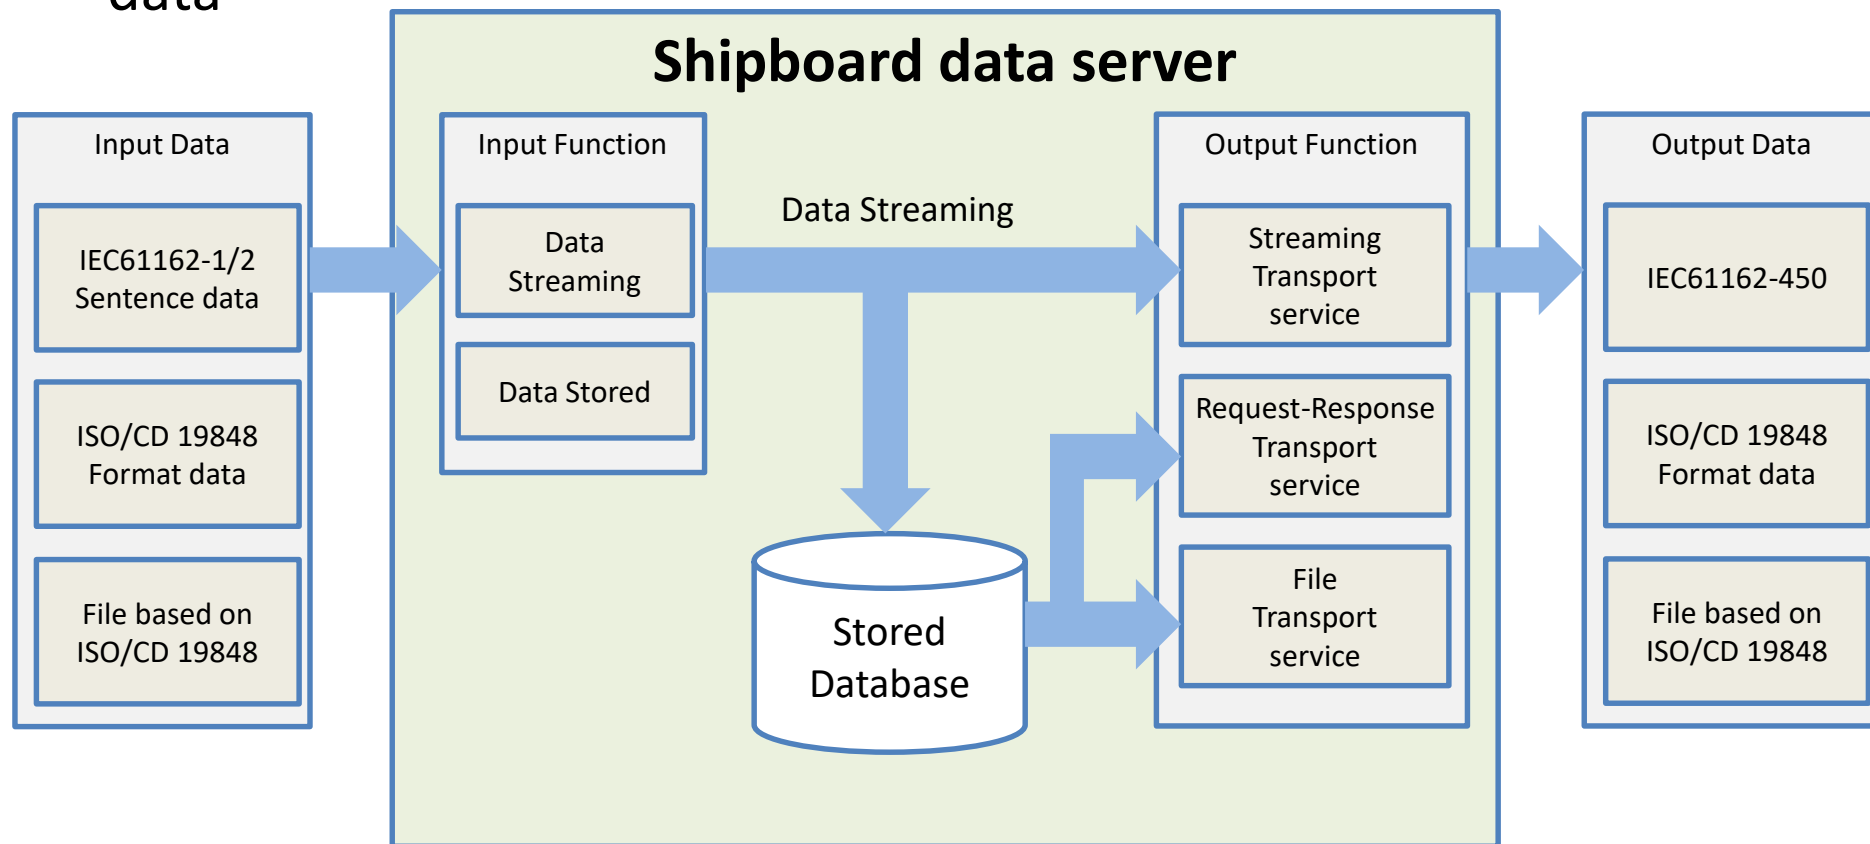 data
Shipboard data server
Input Data
IEC61162-1/2
Sentence data
ISO/CD 19848
Format data
File based on
ISO/CD 19848
Input Function
Data
Streaming
Data Stored
Data Streaming
Stored
Database
Output Function
Streaming
Transport
service
Request-Response
Transport
service
File
Transport
service
Output Data
IEC61162-450
ISO/CD 19848
Format data
File based on
ISO/CD 19848